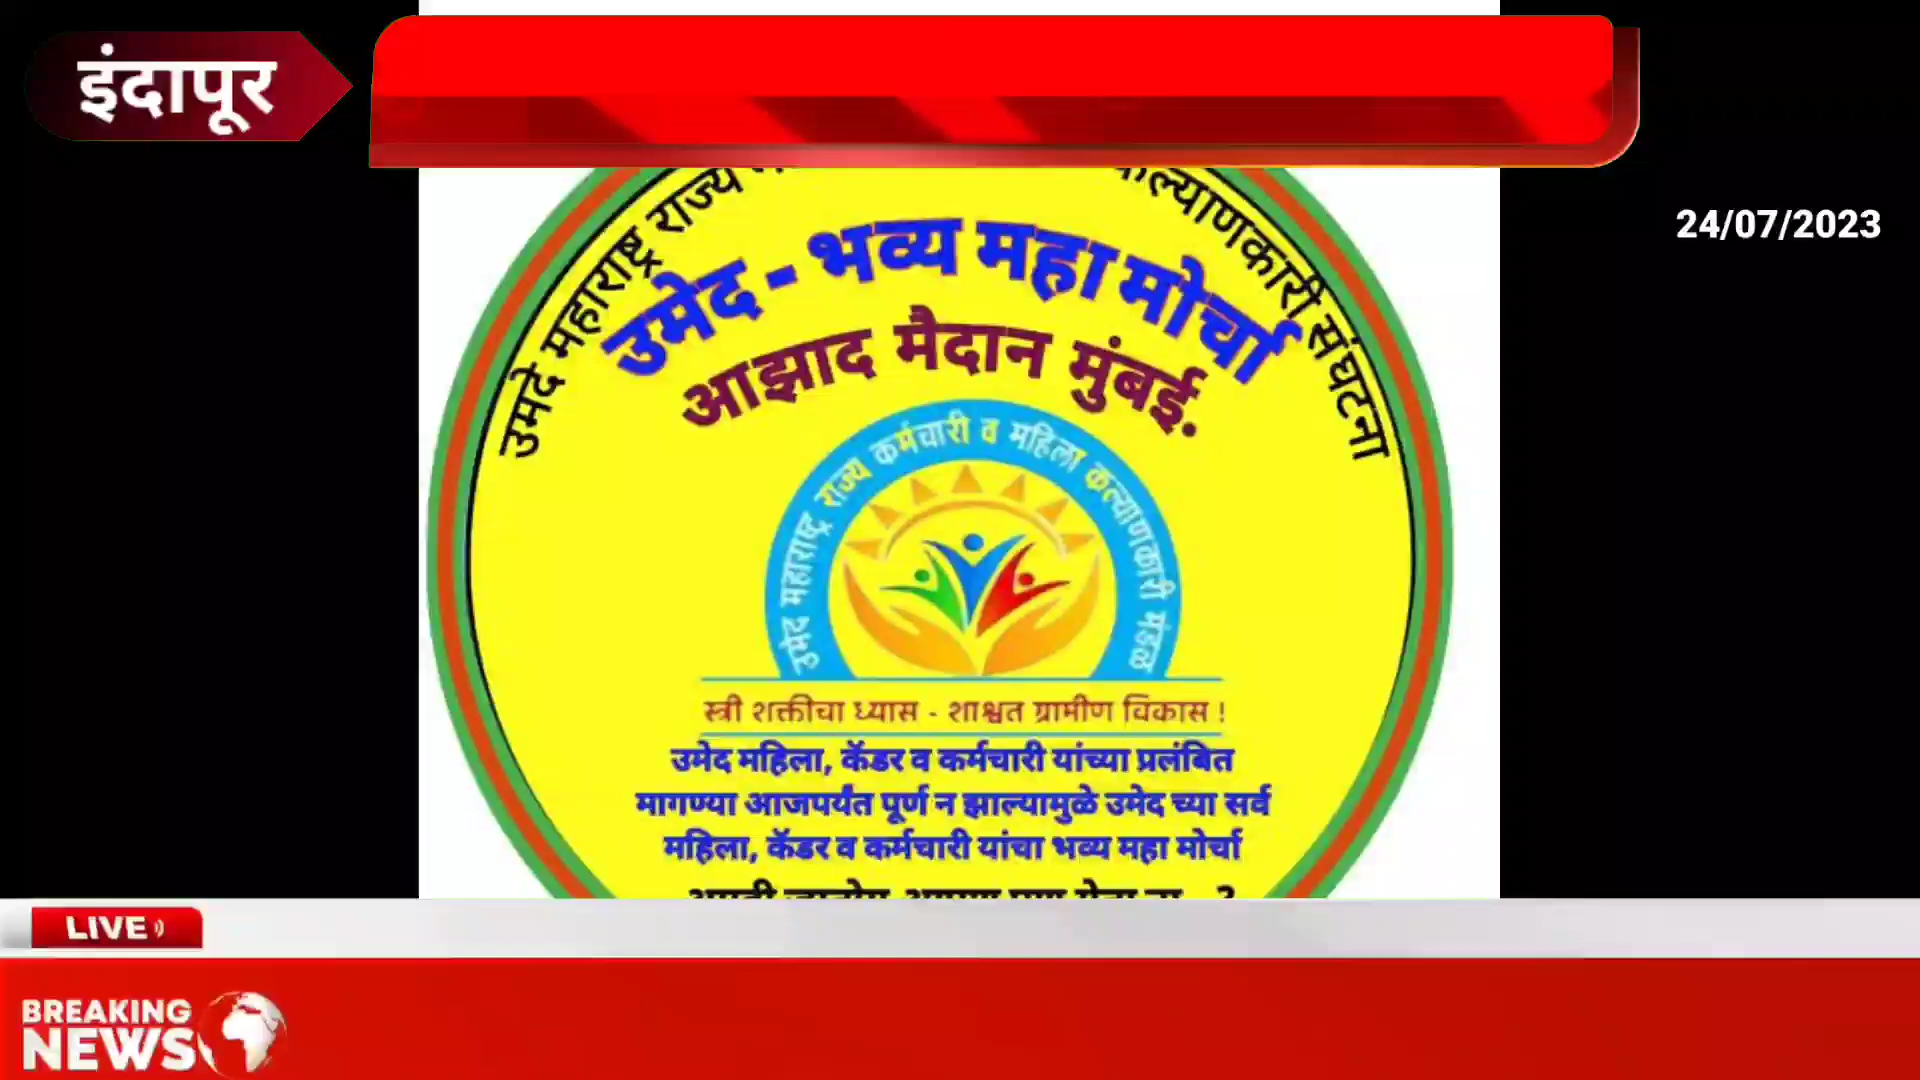 इंदापूर
24/07/2023
उमेद महाराष्ट्र राज्य
कल्याणकारी संघटना
उमेद - भव्य महा मोर्चा
आझाद मैदान मुंबई.
उमेद महाराष्ट्र राज्य कर्मचारी व महिला कल्याणकारी मंडळ
स्त्री शक्तीचा ध्यास - शाश्वत ग्रामीण विकास !
उमेद महिला, कॅडर व कर्मचारी यांच्या प्रलंबित
मागण्या आजपर्यंत पूर्ण न झाल्यामुळे उमेद च्या सर्व
महिला, कॅडर व कर्मचारी यांचा भव्य महा मोर्चा
LIVE
BREAKING
NEWS